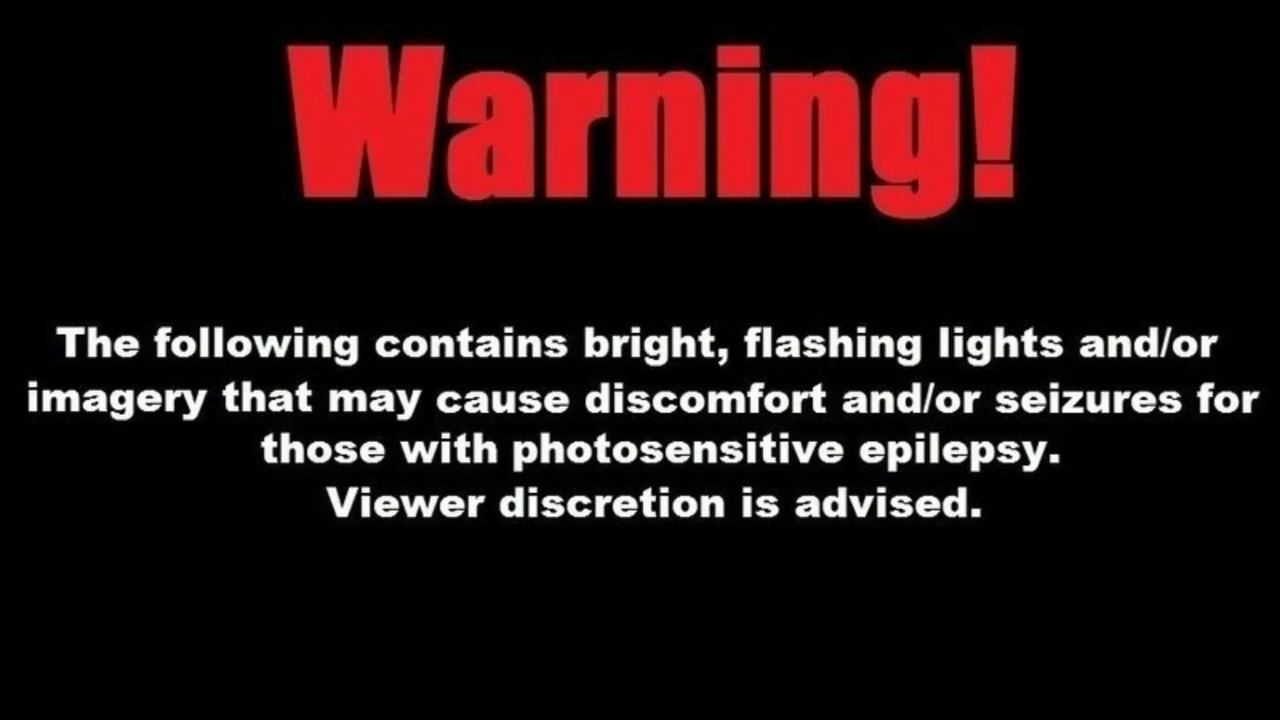 Warning!
The following contains bright, flashing lights and/or
imagery that may cause discomfort and/or seizures for
those with photosensitive epilepsy.
Viewer discretion is advised.